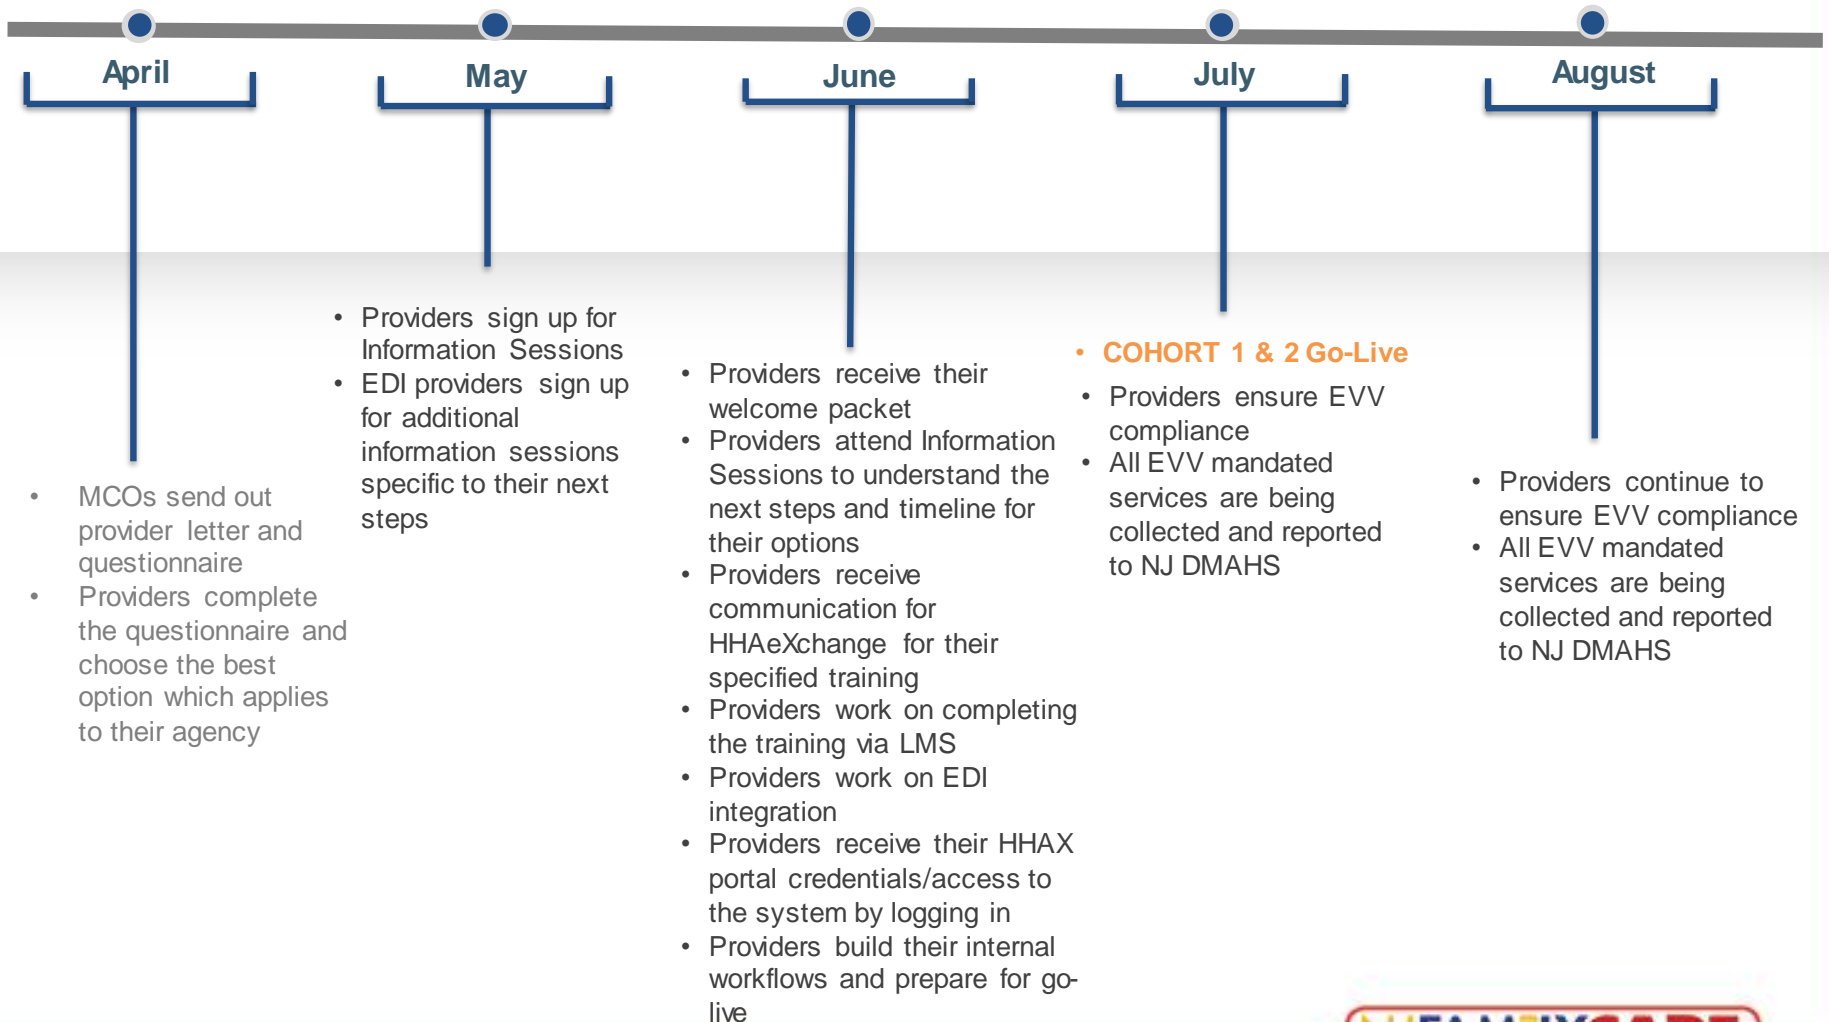 April
• MCOs send out
provider letter and
questionnaire
• Providers complete
the questionnaire and
choose the best
option which applies
to their agency
May
• Providers sign up for
Information Sessions
• EDI providers sign up
for additional
information sessions
specific to their next
steps
June
• Providers receive their
welcome packet
• Providers attend Information
Sessions to understand the
next steps and timeline for
their options
• Providers receive
communication for
HHAeXchange for their
specified training
• Providers work on completing
the training via LMS
• Providers work on EDI
integration
• Providers receive their HHAX
portal credentials/access to
the system by logging in
• Providers build their internal
workflows and prepare for go-
live
July
• COHORT 1 & 2 Go-Live
• Providers ensure EVV
compliance
• All EVV mandated
services are being
collected and reported
to NJ DMAHS
August
• Providers continue to
ensure EVV compliance
• All EVV mandated
services are being
collected and reported
to NJ DMAHS